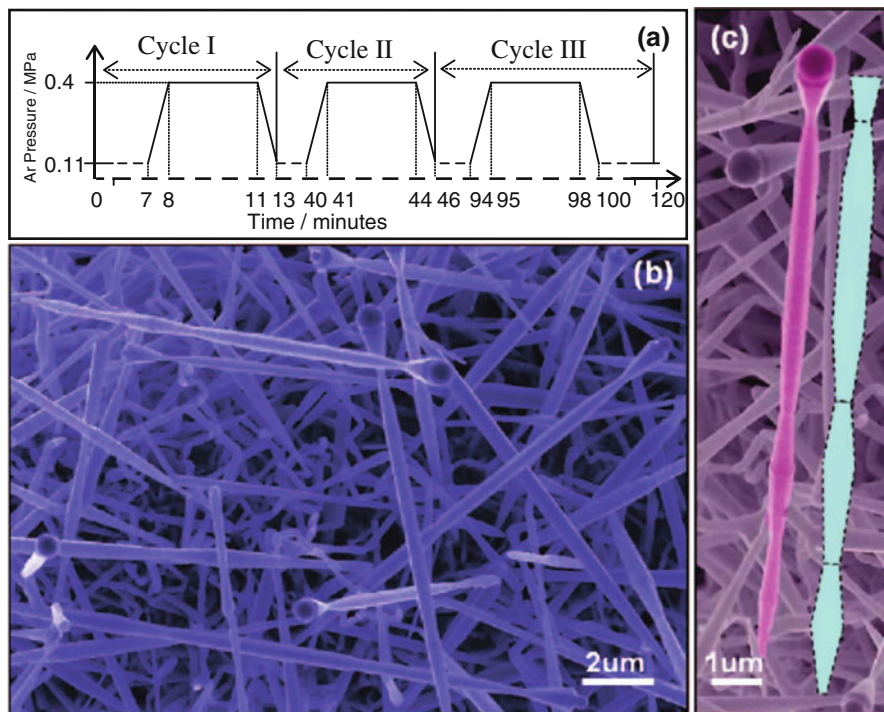 (a)
Cycle I
Cycle II
Cycle III
Ar Pressure / MPa
0.4
0.11
0 7 8 11 13 40 41 44 46 94 95 98 100 120
Time / minutes
(b)
2um
(c)
1um